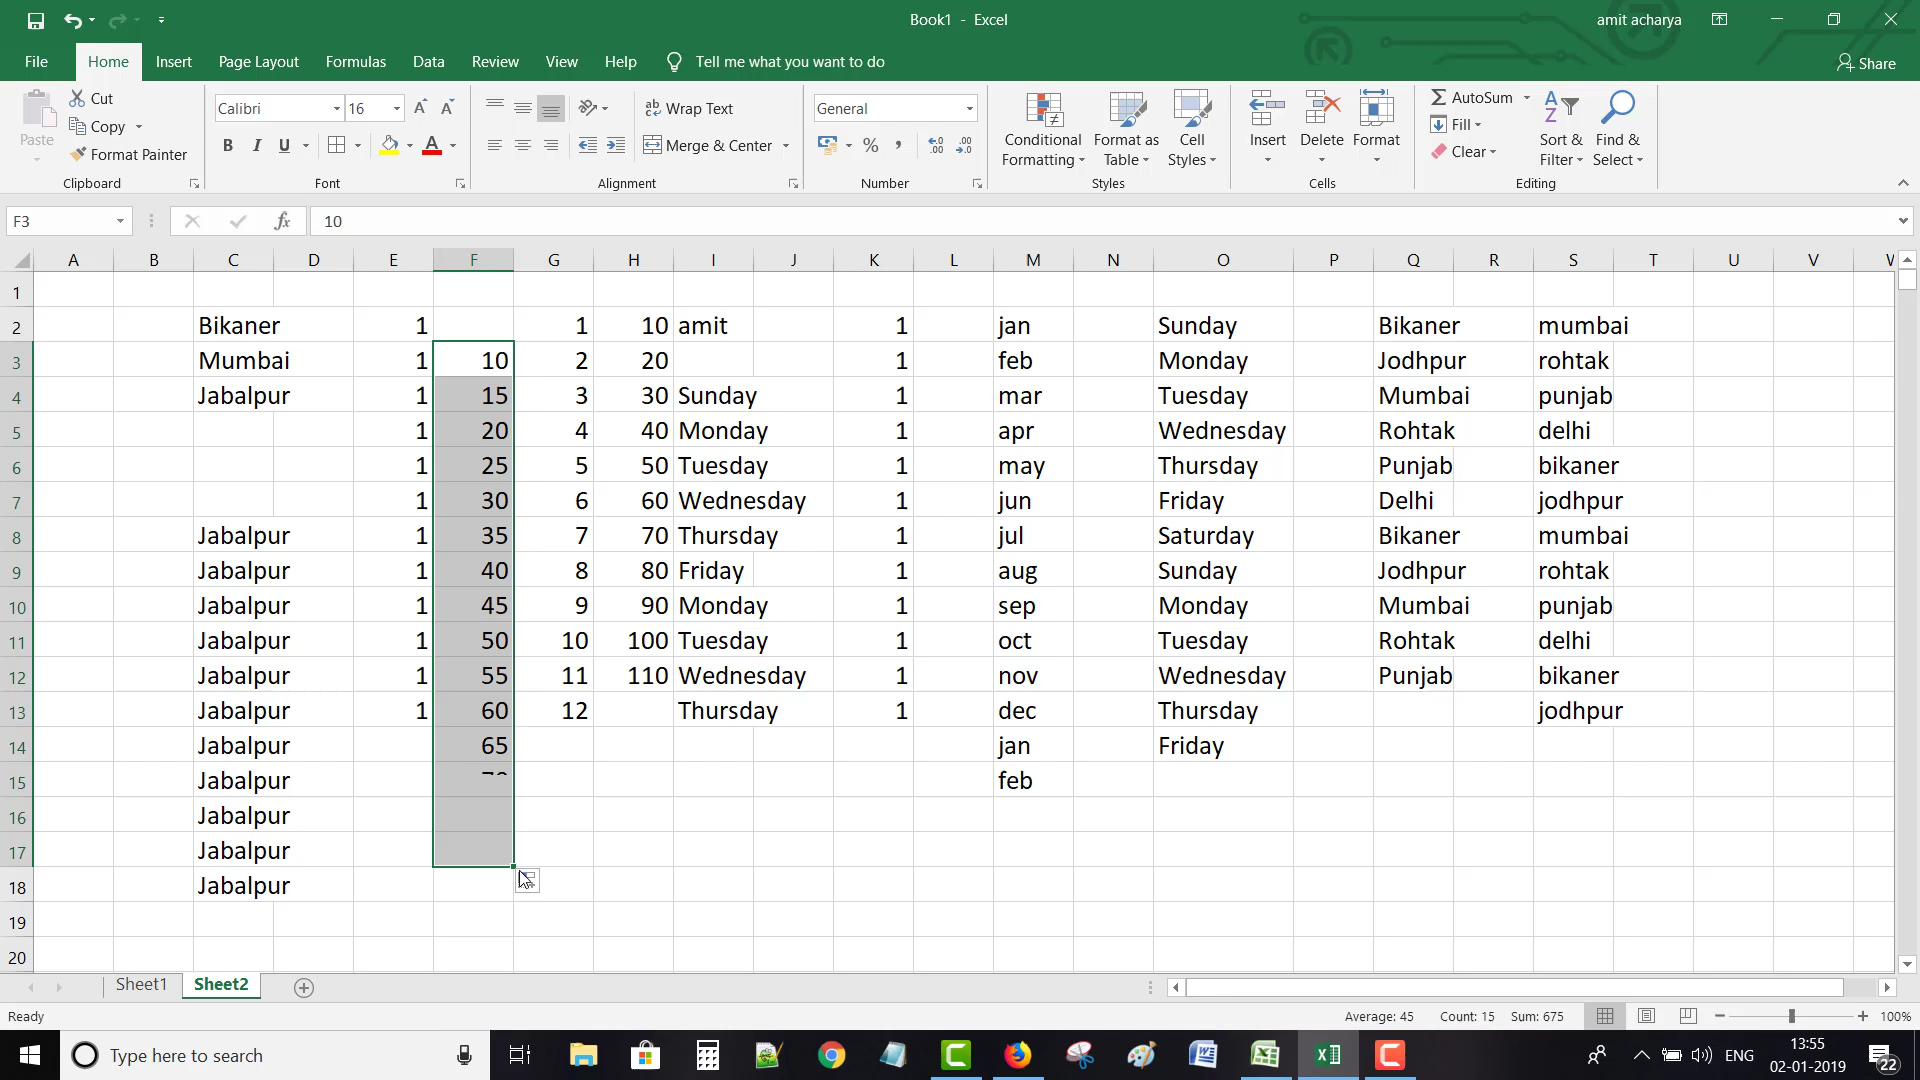 Book1 - Excel
amit acharya
File Home Insert Page Layout Formulas Data Review View Help Tell me what you want to do Share
Paste
Cut
Copy
Format Painter
Clipboard
Calibri 16
B I U A
Font
Wrap Text
Merge & Center
Alignment
General
%
Number
Conditional Formatting
Format as Table
Cell Styles
Styles
Insert Delete Format
Cells
AutoSum
Fill
Clear
Sort & Filter
Find & Select
Editing
F3 fx 10
A B C D E F G H I J K L M N O P Q R S T U V W
1
2 Bikaner 1 1 10 amit 1 jan Sunday Bikaner mumbai
3 Mumbai 1 10 2 20 1 feb Monday Jodhpur rohtak
4 Jabalpur 1 15 3 30 Sunday 1 mar Tuesday Mumbai punjab
5 1 20 4 40 Monday 1 apr Wednesday Rohtak delhi
6 1 25 5 50 Tuesday 1 may Thursday Punjab bikaner
7 1 30 6 60 Wednesday 1 jun Friday Delhi jodhpur
8 Jabalpur 1 35 7 70 Thursday 1 jul Saturday Bikaner mumbai
9 Jabalpur 1 40 8 80 Friday 1 aug Sunday Jodhpur rohtak
10 Jabalpur 1 45 9 90 Monday 1 sep Monday Mumbai punjab
11 Jabalpur 1 50 10 100 Tuesday 1 oct Tuesday Rohtak delhi
12 Jabalpur 1 55 11 110 Wednesday 1 nov Wednesday Punjab bikaner
13 Jabalpur 1 60 12 Thursday 1 dec Thursday jodhpur
14 Jabalpur 65 jan Friday
15 Jabalpur feb
16 Jabalpur
17 Jabalpur
18 Jabalpur
19
20
Sheet1 Sheet2
Ready Average: 45 Count: 15 Sum: 675 100%
Type here to search
ENG
13:55
02-01-2019
22